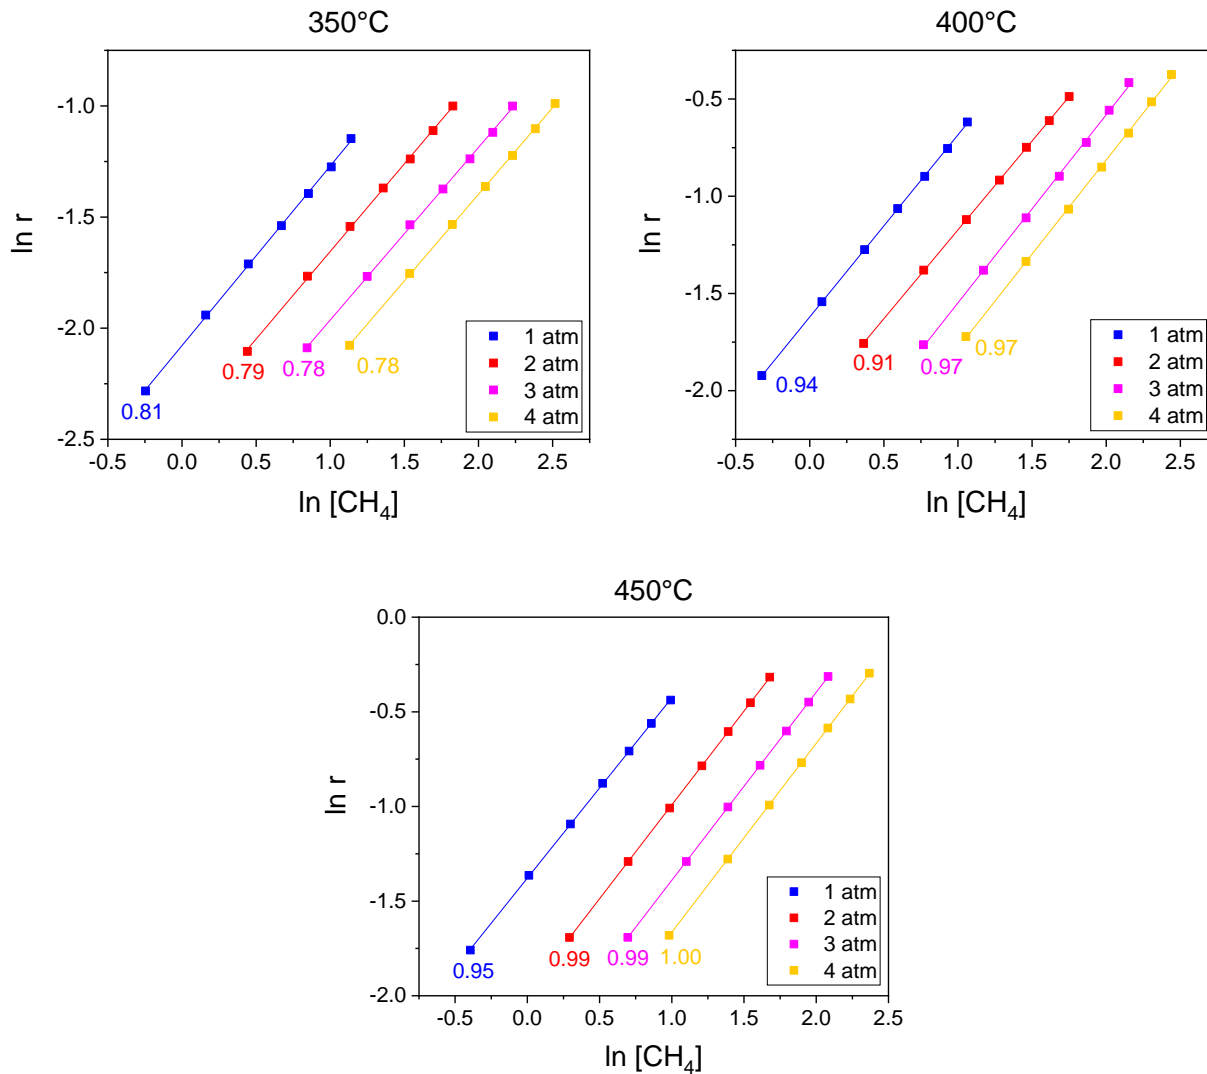 350°C
-1.0
-1.5
-2.0
-2.5
ln r
0.81
0.79
0.78
0.78
1 atm
2 atm
3 atm
4 atm
-0.5 0.0 0.5 1.0 1.5 2.0 2.5
ln [CH₄]
400°C
-0.5
-1.0
-1.5
-2.0
ln r
0.94
0.91
0.97
0.97
1 atm
2 atm
3 atm
4 atm
-0.5 0.0 0.5 1.0 1.5 2.0 2.5
ln [CH₄]
450°C
0.0
-0.5
-1.0
-1.5
-2.0
ln r
0.95
0.99
0.99
1.00
1 atm
2 atm
3 atm
4 atm
-0.5 0.0 0.5 1.0 1.5 2.0 2.5
ln [CH₄]